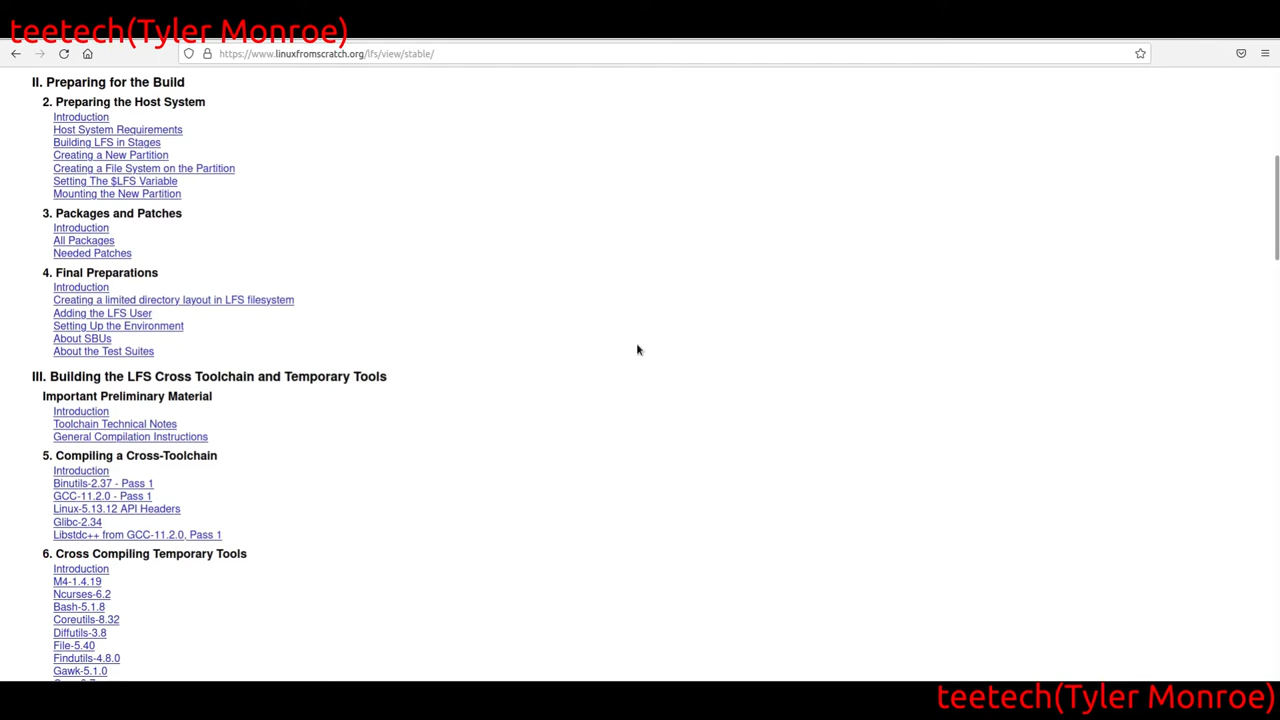 teetech(Tyler Monroe)
https://www.linuxfromscratch.org/lfs/view/stable/
II. Preparing for the Build
2. Preparing the Host System
Introduction
Host System Requirements
Building LFS in Stages
Creating a New Partition
Creating a File System on the Partition
Setting The $LFS Variable
Mounting the New Partition
3. Packages and Patches
Introduction
All Packages
Needed Patches
4. Final Preparations
Introduction
Creating a limited directory layout in LFS filesystem
Adding the LFS User
Setting Up the Environment
About SBUs
About the Test Suites
III. Building the LFS Cross Toolchain and Temporary Tools
Important Preliminary Material
Introduction
Toolchain Technical Notes
General Compilation Instructions
5. Compiling a Cross-Toolchain
Introduction
Binutils-2.37 - Pass 1
GCC-11.2.0 - Pass 1
Linux-5.13.12 API Headers
Glibc-2.34
Libstdc++ from GCC-11.2.0, Pass 1
6. Cross Compiling Temporary Tools
Introduction
M4-1.4.19
Ncurses-6.2
Bash-5.1.8
Coreutils-8.32
Diffutils-3.8
File-5.40
Findutils-4.8.0
Gawk-5.1.0
teetech(Tyler Monroe)